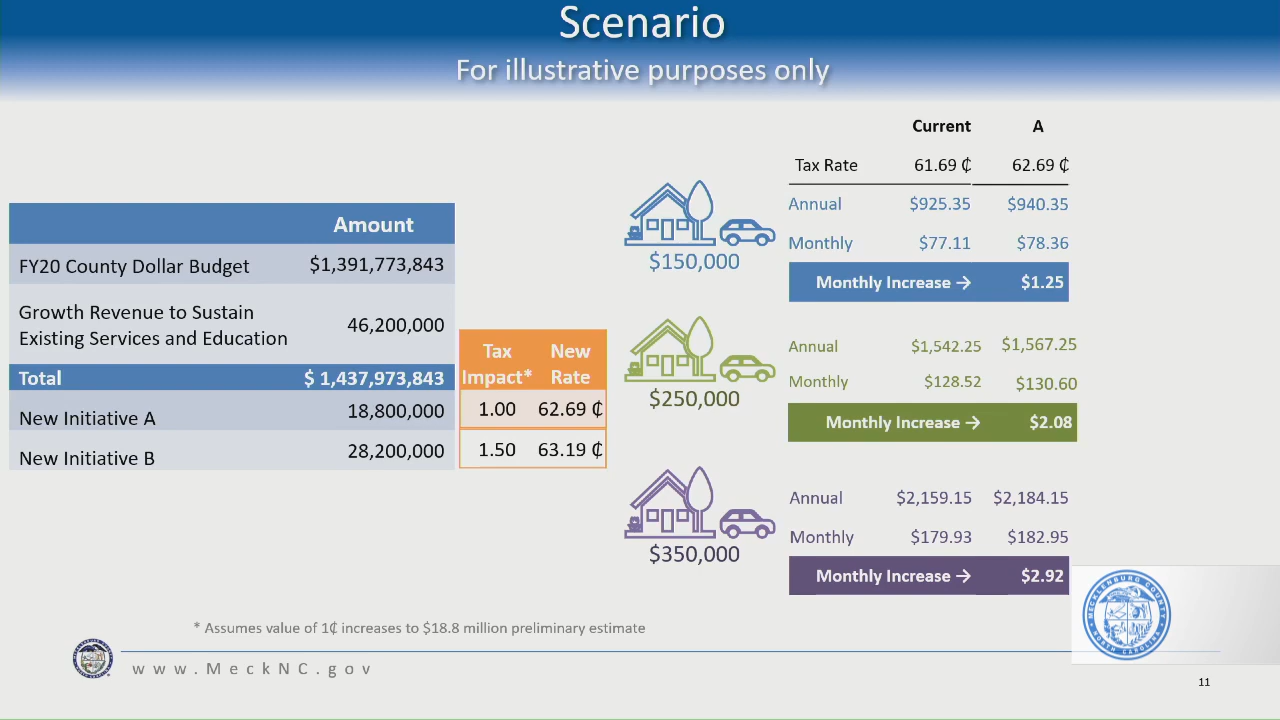 Scenario
For illustrative purposes only
Amount
FY20 County Dollar Budget $1,391,773,843
Growth Revenue to Sustain
Existing Services and Education 46,200,000
Total $ 1,437,973,843
New Initiative A 18,800,000
New Initiative B 28,200,000
Tax New
Impact* Rate
1.00 62.69 ₵
1.50 63.19 ₵
Current A
Tax Rate 61.69 ₵ 62.69 ₵
$150,000
Annual $925.35 $940.35
Monthly $77.11 $78.36
Monthly Increase → $1.25
$250,000
Annual $1,542.25 $1,567.25
Monthly $128.52 $130.60
Monthly Increase → $2.08
$350,000
Annual $2,159.15 $2,184.15
Monthly $179.93 $182.95
Monthly Increase → $2.92
* Assumes value of 1₵ increases to $18.8 million preliminary estimate
www.MeckNC.gov
MECKLENBURG COUNTY
NORTH CAROLINA
11